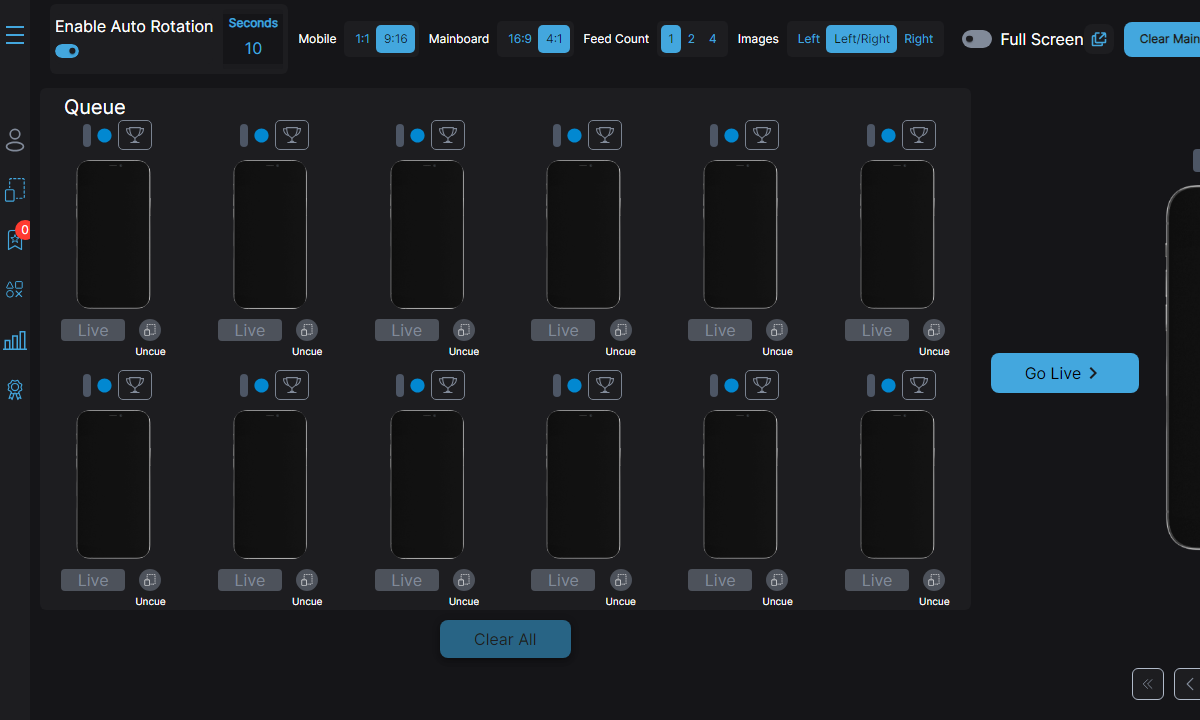 Enable Auto Rotation
Seconds
10
Mobile 1:1 9:16 Mainboard 16:9 4:1 Feed Count 1 2 4 Images Left Left/Right Right Full Screen Clear Main
0
Queue
Live Live Live Live Live Live
Uncue Uncue Uncue Uncue Uncue Uncue
Go Live
Live Live Live Live Live Live
Uncue Uncue Uncue Uncue Uncue Uncue
Clear All